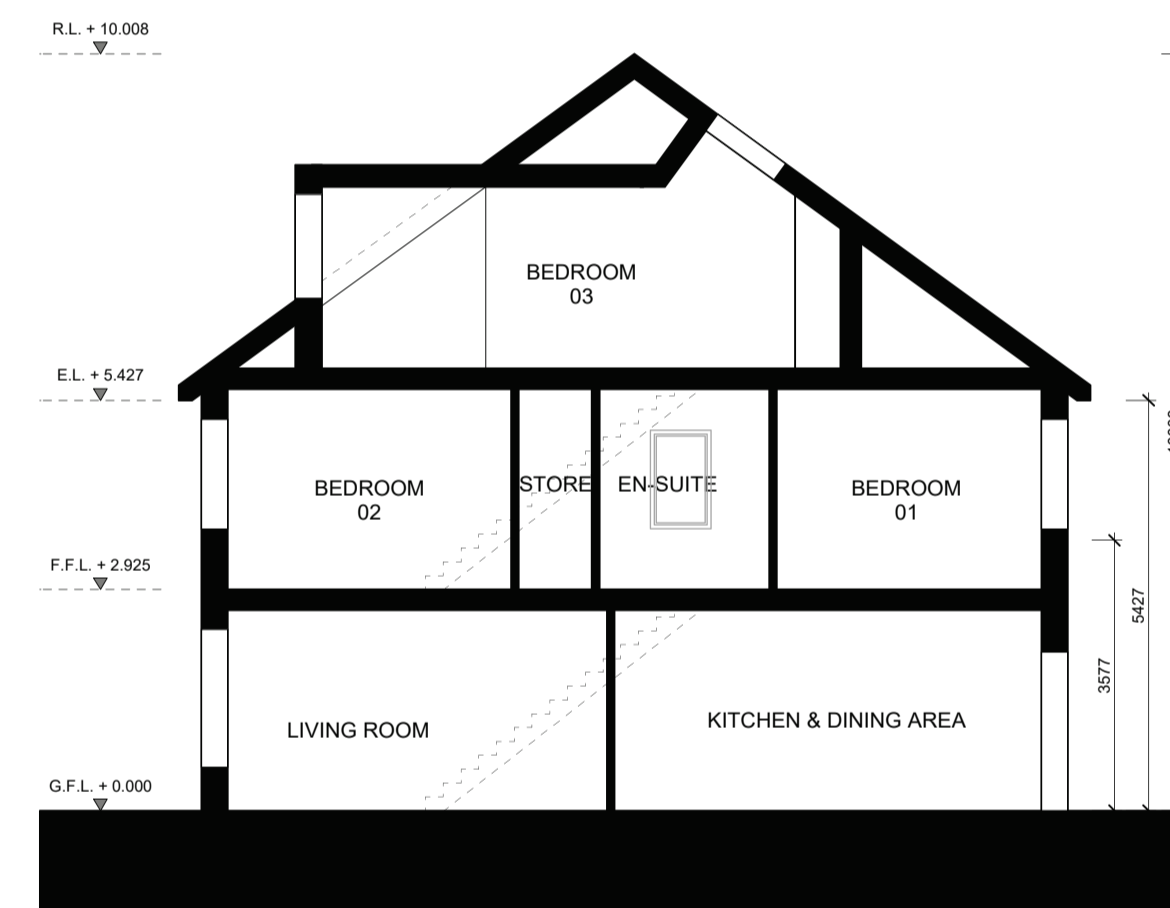 R.L. + 10.008
BEDROOM
03
E.L. + 5.427
BEDROOM
02
STORE
EN-SUITE
BEDROOM
01
F.F.L. + 2.925
5427
3577
LIVING ROOM
KITCHEN & DINING AREA
G.F.L. + 0.000